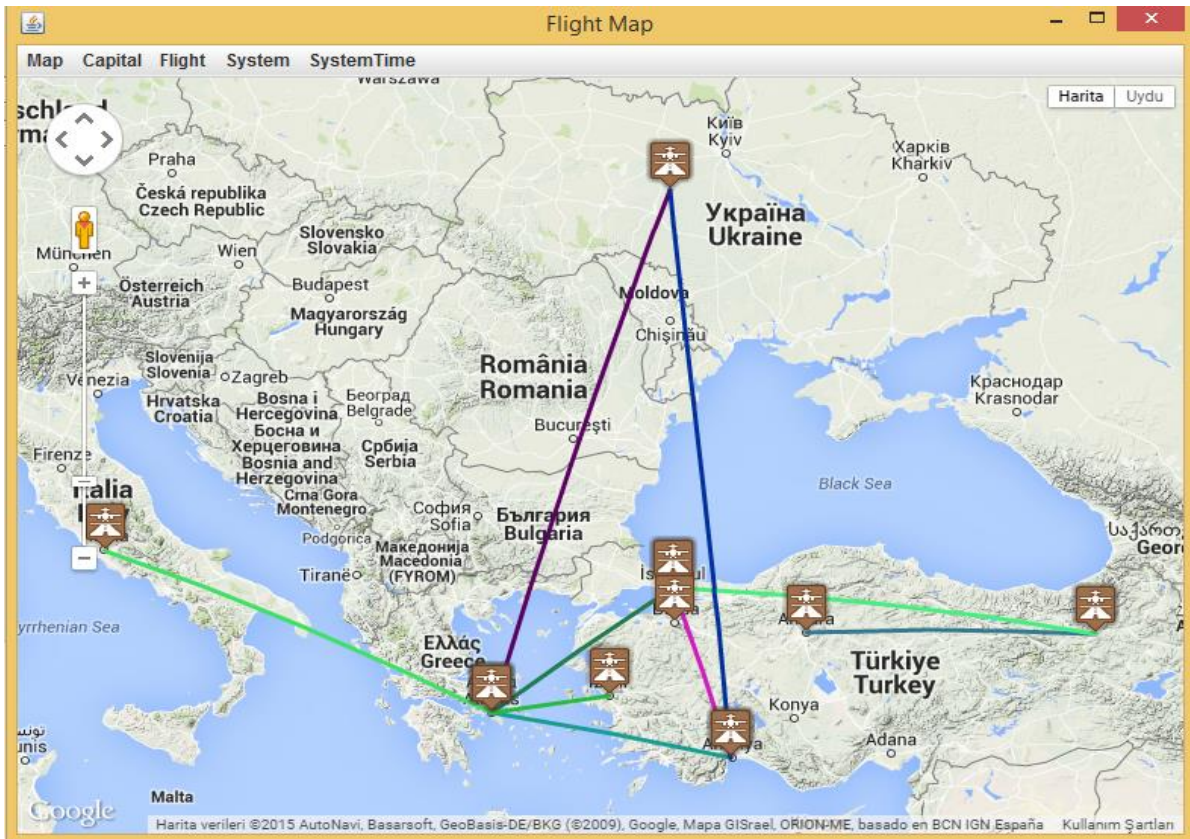 Flight Map
Map Capital Flight System SystemTime
Warszawa
Harita Uydu
Київ
Kyiv
Харків
Kharkiv
Praha
Česká republika
Czech Republic
Україна
Ukraine
Slovensko
Slovakia
München
Wien
Österreich
Austria
Budapest
Magyarország
Hungary
Moldova
Chișinău
Slovenija
Slovenia
Zagreb
Venezia
România
Romania
Краснодар
Krasnodar
Hrvatska
Croatia
Bosna i
Hercegovina
Босна и
Херцеговина
Bosnia and
Herzegovina
Београд
Belgrade
București
Firenze
Србија
Serbia
Italia
Black Sea
Crna Gora
Montenegro
София
Sofia
България
Bulgaria
Podgorica
Македонија
Macedonia
(FYROM)
Tiranë
Ελλάς
Greece
Türkiye
Turkey
Konya
Adana
Malta
Google
Harita verileri ©2015 AutoNavi, Basarsoft, GeoBasis-DE/BKG (©2009), Google, Mapa GISrael, ORION-ME, basado en BCN IGN España Kullanım Şartları